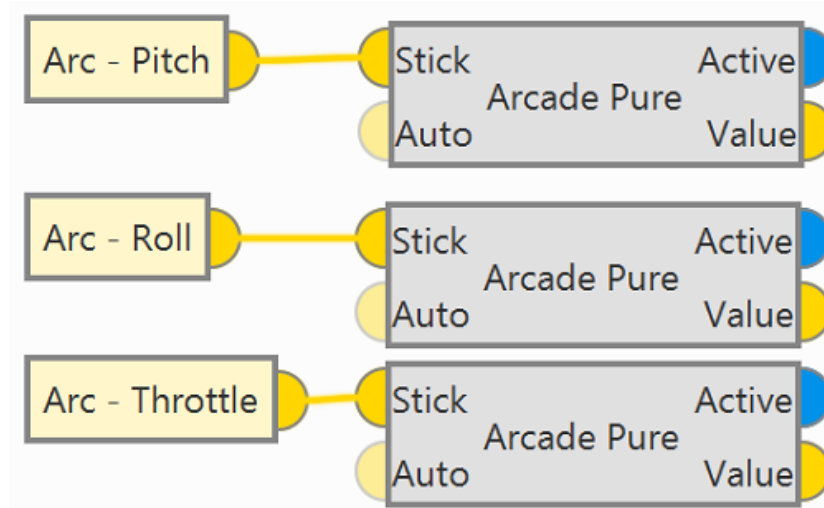 Arc - Pitch
Stick
Active
Arcade Pure
Auto
Value
Arc - Roll
Stick
Active
Arcade Pure
Auto
Value
Arc - Throttle
Stick
Active
Arcade Pure
Auto
Value